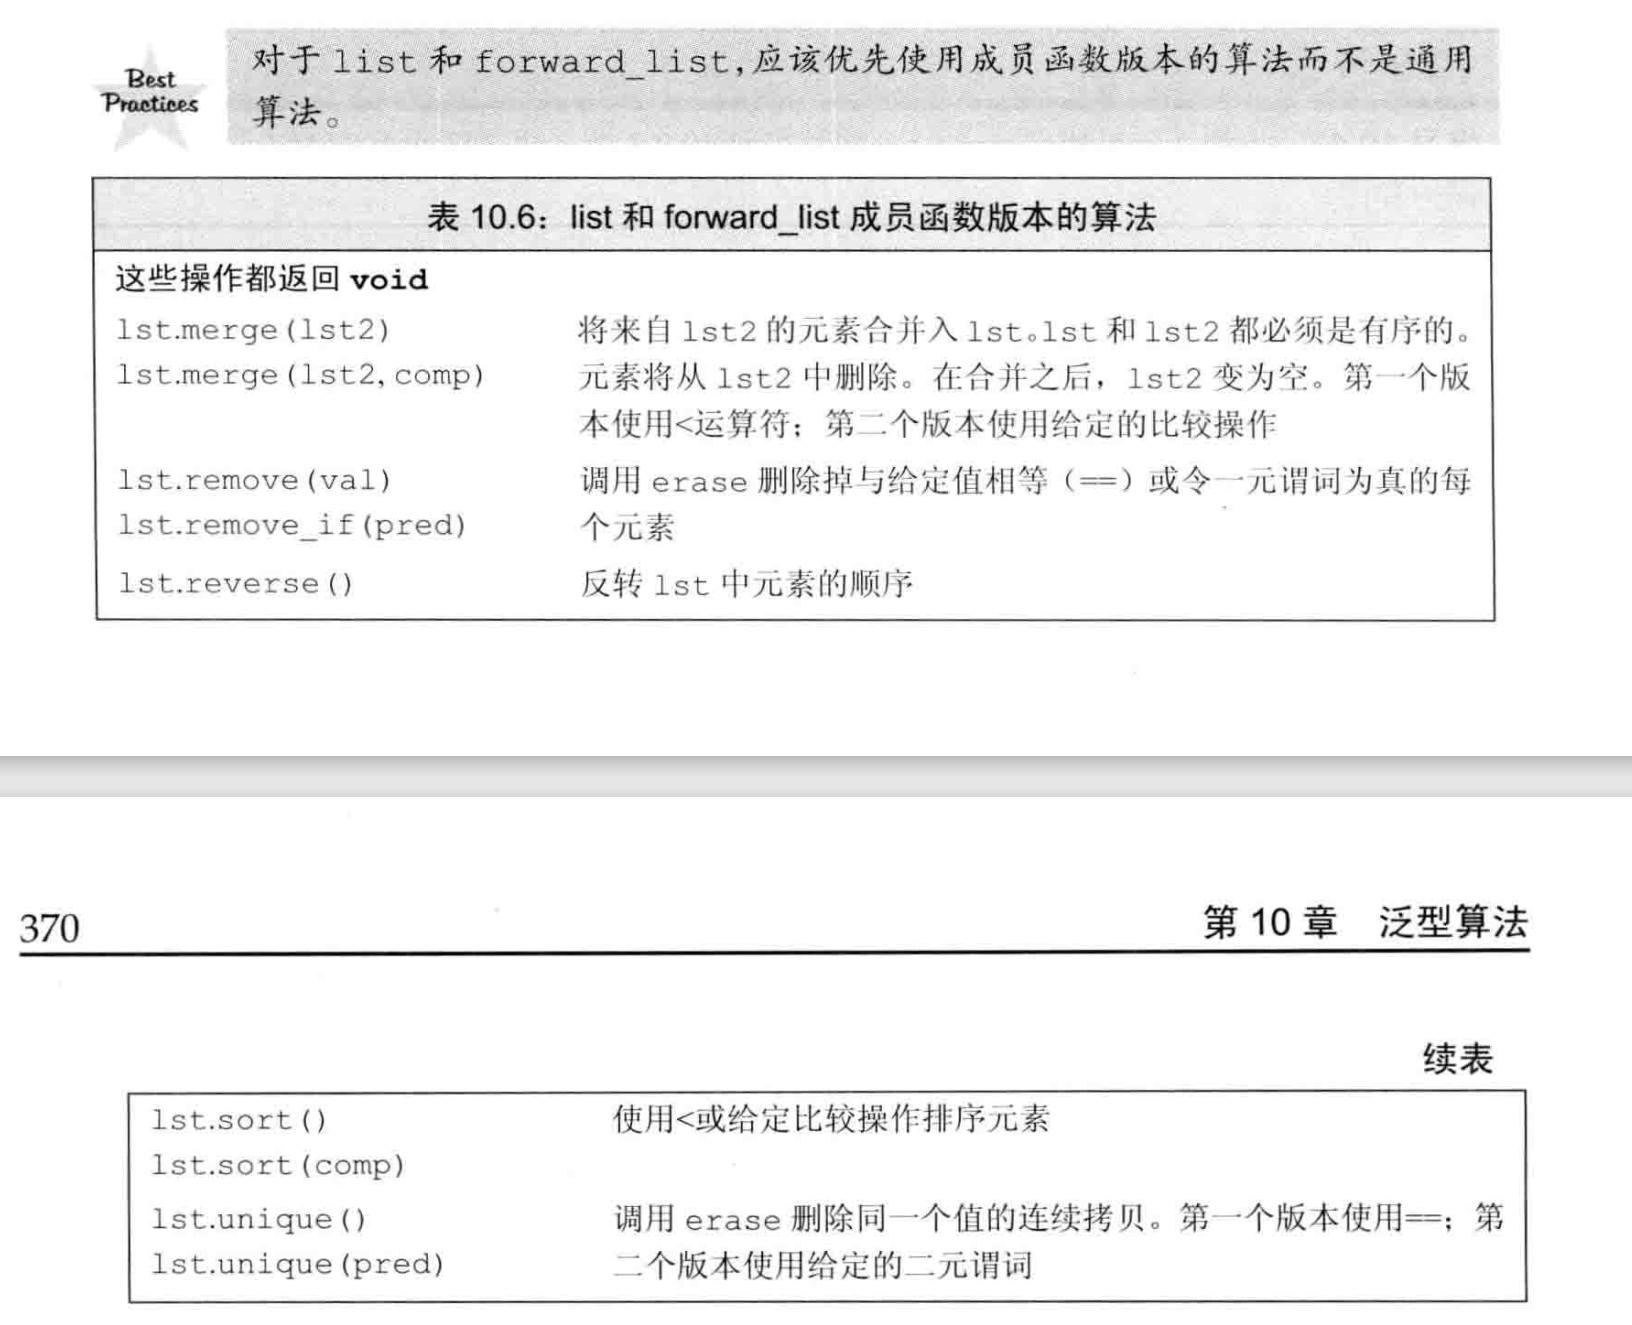 Best
Practices
对于 list 和 forward_list,应该优先使用成员函数版本的算法而不是通用
算法。
表 10.6：list 和 forward_list 成员函数版本的算法
这些操作都返回 void
lst.merge(lst2) 将来自 lst2 的元素合并入 lst。lst 和 lst2 都必须是有序的。
lst.merge(lst2,comp) 元素将从 lst2 中删除。在合并之后，lst2 变为空。第一个版
本使用<运算符；第二个版本使用给定的比较操作
lst.remove(val) 调用 erase 删除掉与给定值相等（==）或令一元谓词为真的每
lst.remove_if(pred) 个元素
lst.reverse() 反转 lst 中元素的顺序
370 第 10 章 泛型算法
续表
lst.sort() 使用<或给定比较操作排序元素
lst.sort(comp)
lst.unique() 调用 erase 删除同一个值的连续拷贝。第一个版本使用==；第
lst.unique(pred) 二个版本使用给定的二元谓词